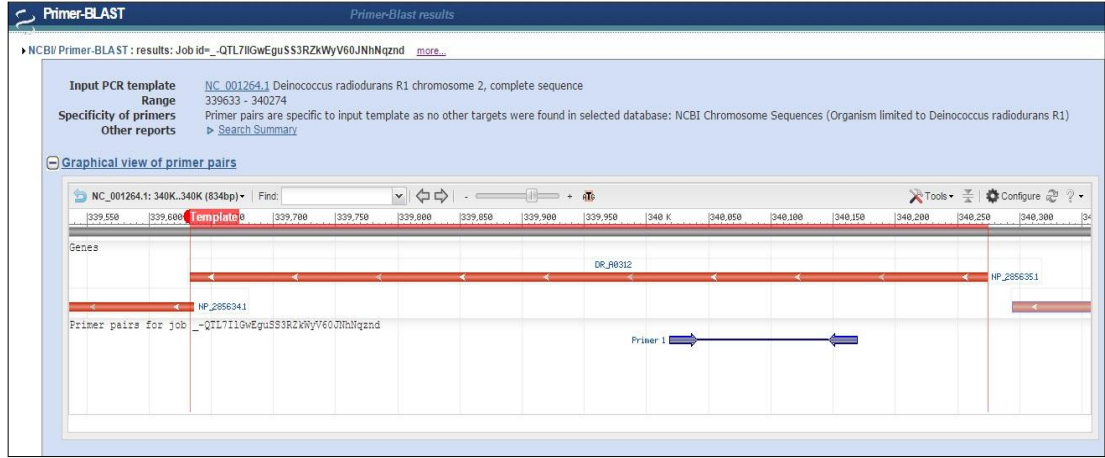 Primer-BLAST Primer-Blast results
NCBI/ Primer-BLAST : results: Job id=_-QTL7IlGwEguSS3RZkWyV60JNhNqznd more...
Input PCR template NC_001264.1 Deinococcus radiodurans R1 chromosome 2, complete sequence
Range 339633 - 340274
Specificity of primers Primer pairs are specific to input template as no other targets were found in selected database: NCBI Chromosome Sequences (Organism limited to Deinococcus radiodurans R1)
Other reports Search Summary
Graphical view of primer pairs
NC_001264.1: 340K..340K (834bp) Find: - + Tools Configure ?
339,550 339,600 Template 339,700 339,750 339,800 339,850 339,900 339,950 340 K 340,050 340,100 340,150 340,200 340,250 340,300 34
Genes
DR_A0312
NP_285635.1
NP_285634.1
Primer pairs for job _-QTL7IlGwEguSS3RZkWyV60JNhNqznd
Primer 1